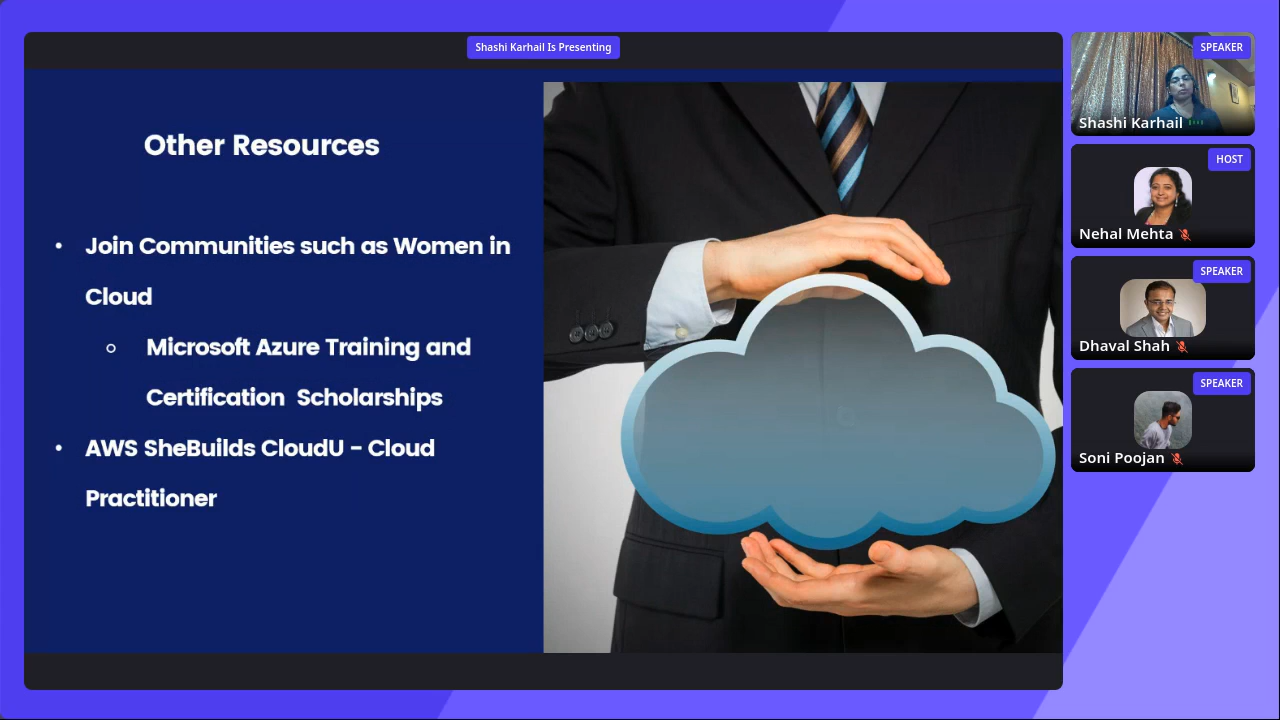 Shashi Karhail Is Presenting
Other Resources
• Join Communities such as Women in
Cloud
○ Microsoft Azure Training and
Certification Scholarships
• AWS SheBuilds CloudU - Cloud
Practitioner
SPEAKER
Shashi Karhail
HOST
Nehal Mehta
SPEAKER
Dhaval Shah
SPEAKER
Soni Poojan